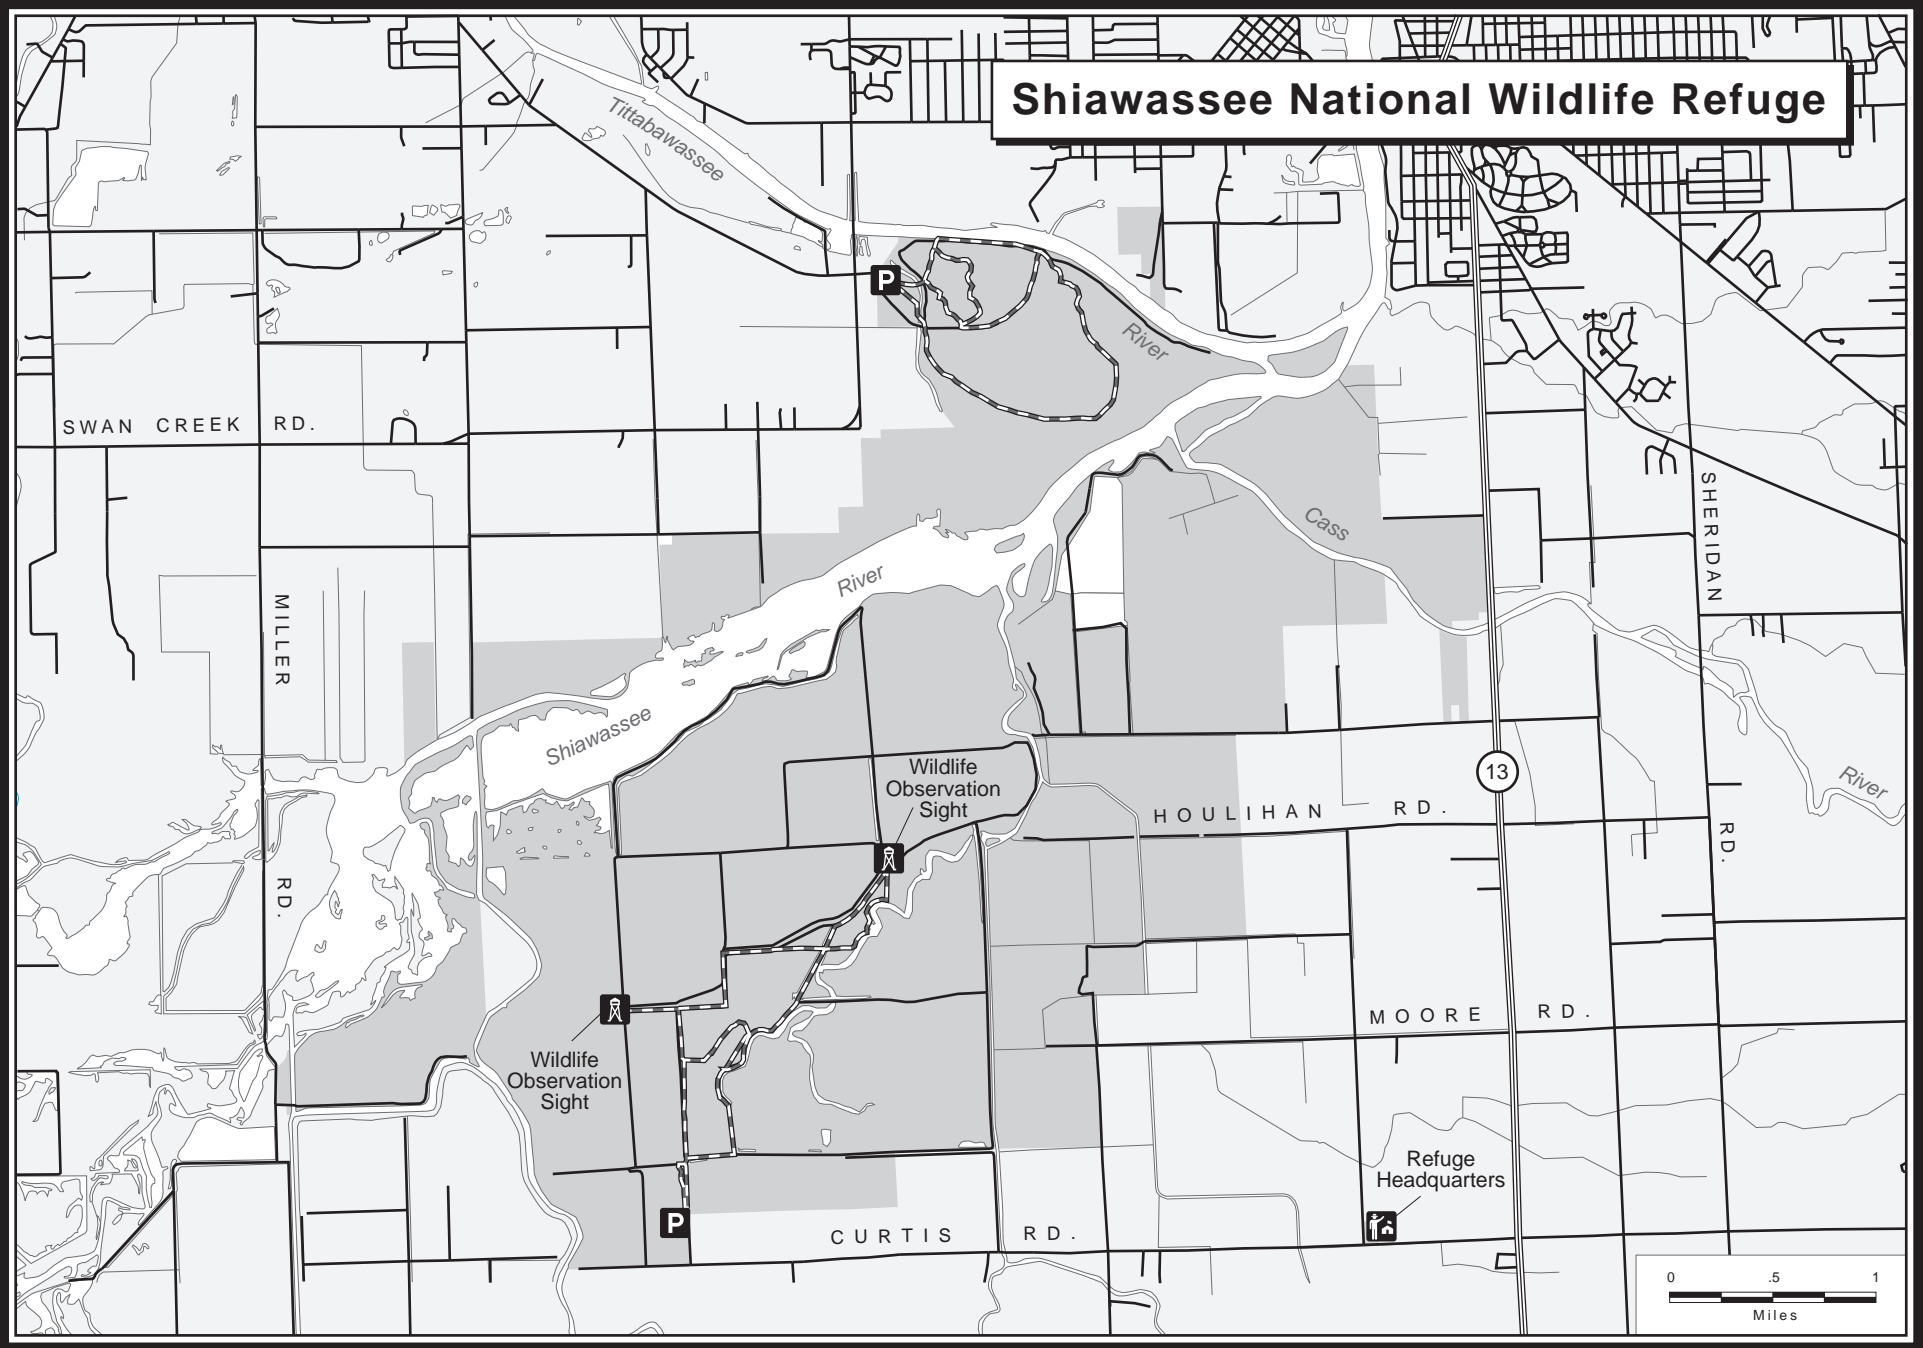 Shiawassee National Wildlife Refuge
Tittabawassee
P
River
SWAN CREEK RD.
SHERIDAN
Cass
River
MILLER
Shiawassee
Wildlife
Observation
Sight
13
River
HOULIHAN RD.
RD.
RD.
MOORE RD.
Wildlife
Observation
Sight
Refuge
Headquarters
P
CURTIS RD.
0 .5 1
Miles